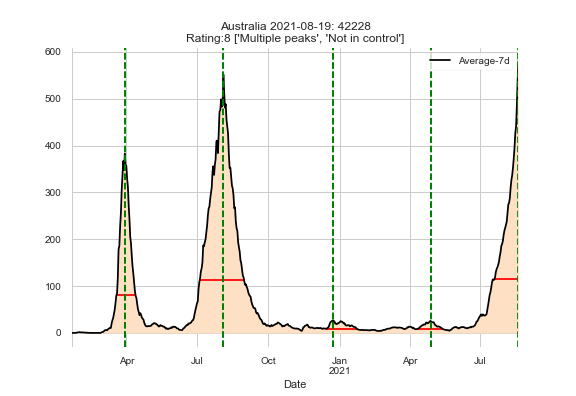 Australia 2021-08-19: 42228
Rating:8 ['Multiple peaks', 'Not in control']
Average-7d
600
500
400
300
200
100
0
Apr
Jul
Oct
Jan
2021
Apr
Jul
Date